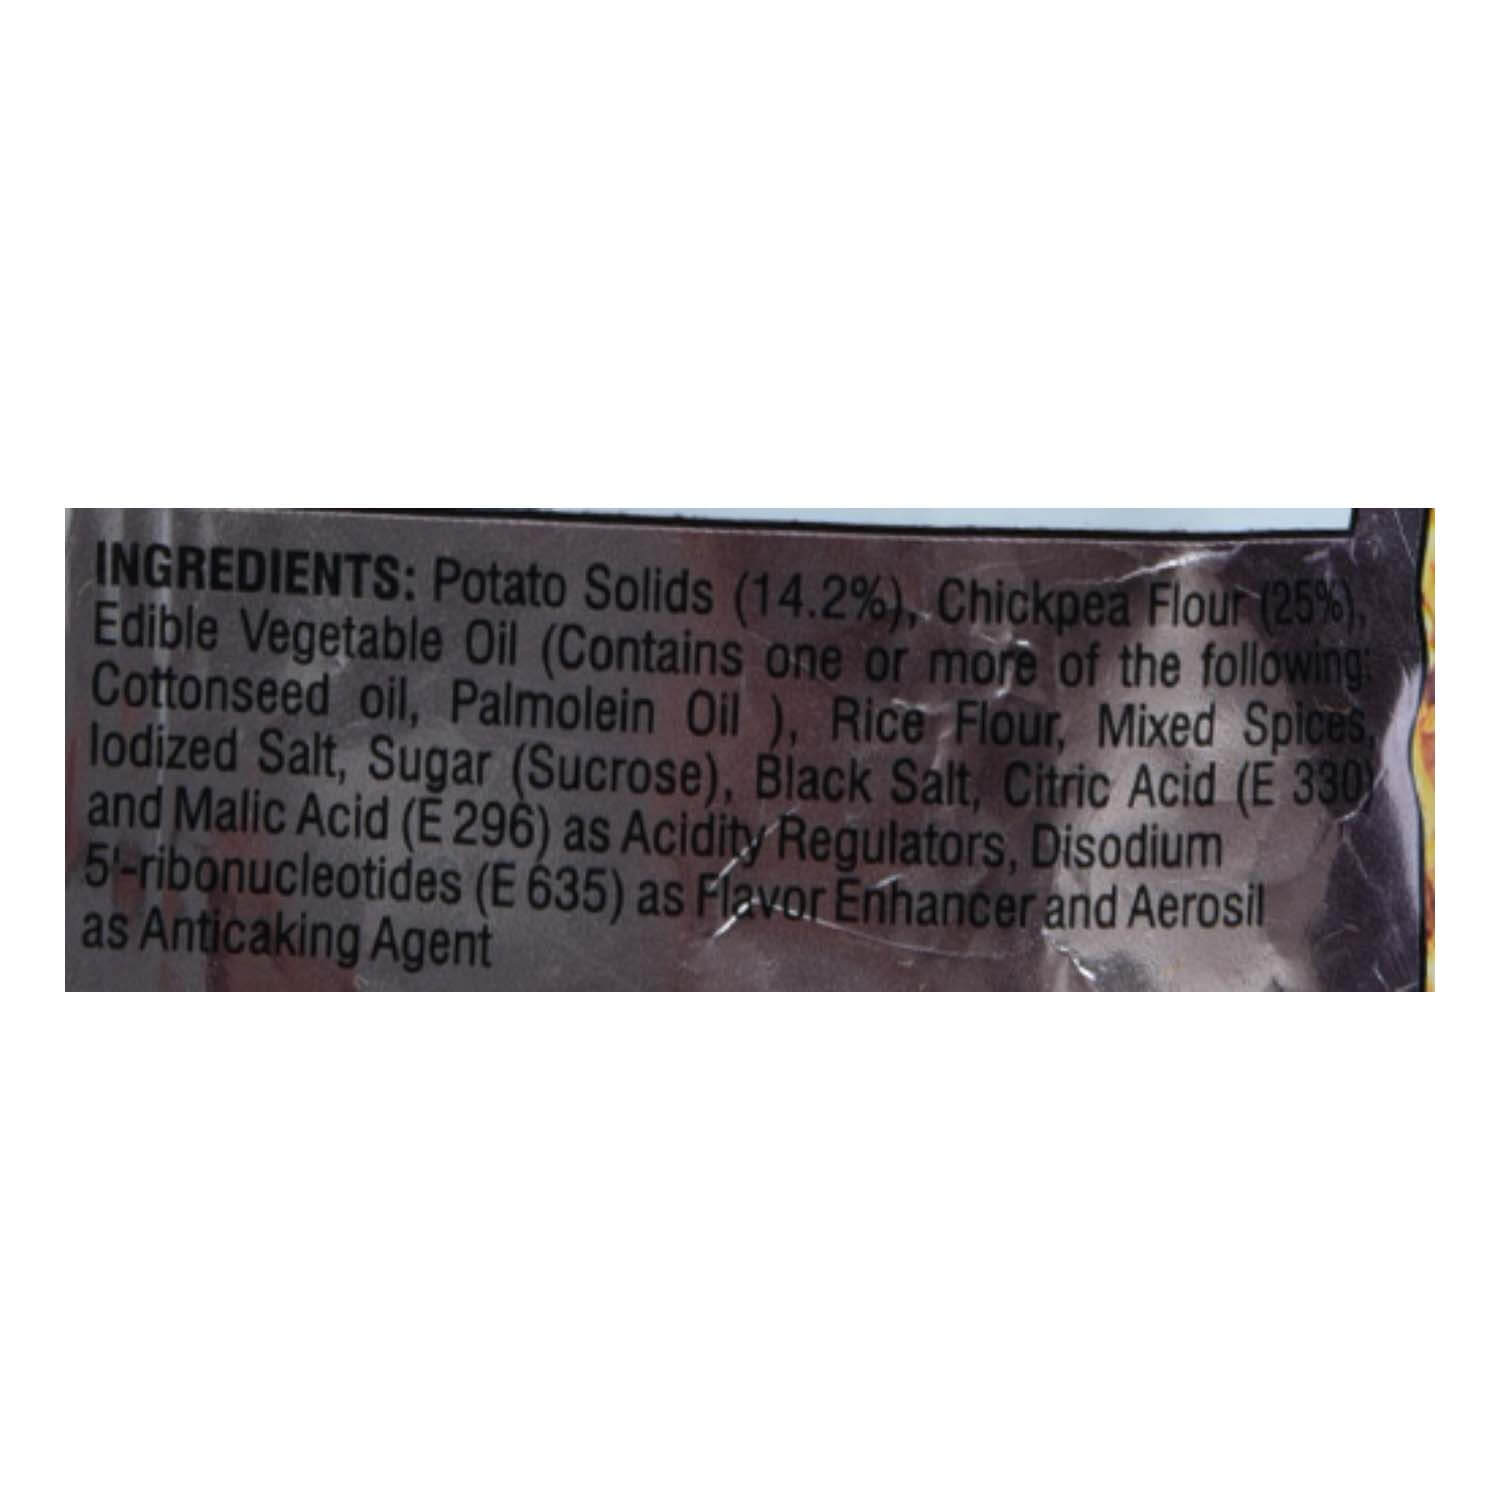 INGREDIENTS: Potato Solids (14.2%), Chickpea Flour (25%),
Edible Vegetable Oil (Contains one or more of the following:
Cottonseed oil, Palmolein Oil ), Rice Flour, Mixed Spices,
Iodized Salt, Sugar (Sucrose), Black Salt, Citric Acid (E 330)
and Malic Acid (E 296) as Acidity Regulators, Disodium
5'-ribonucleotides (E 635) as Flavor Enhancer and Aerosil
as Anticaking Agent